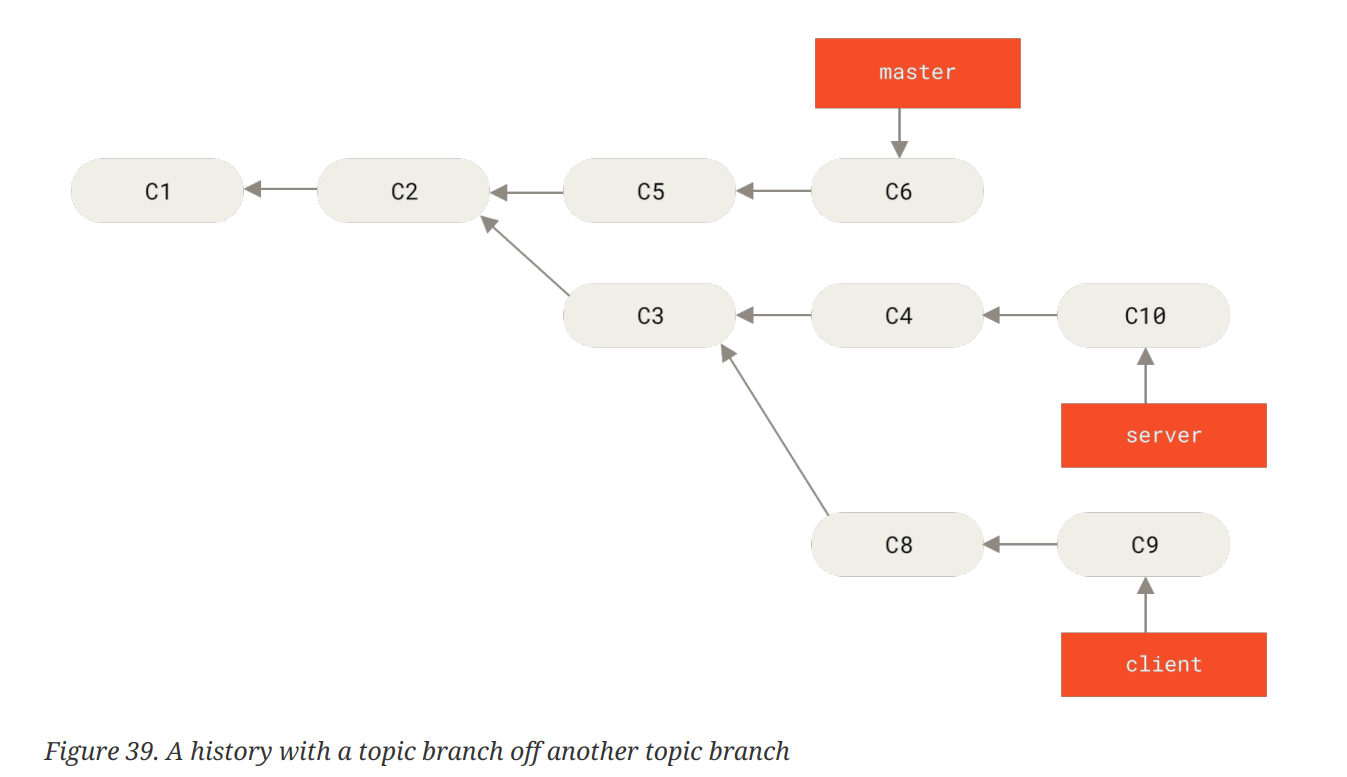 master
C1
C2
C5
C6
C3
C4
C10
server
C8
C9
client
Figure 39. A history with a topic branch off another topic branch